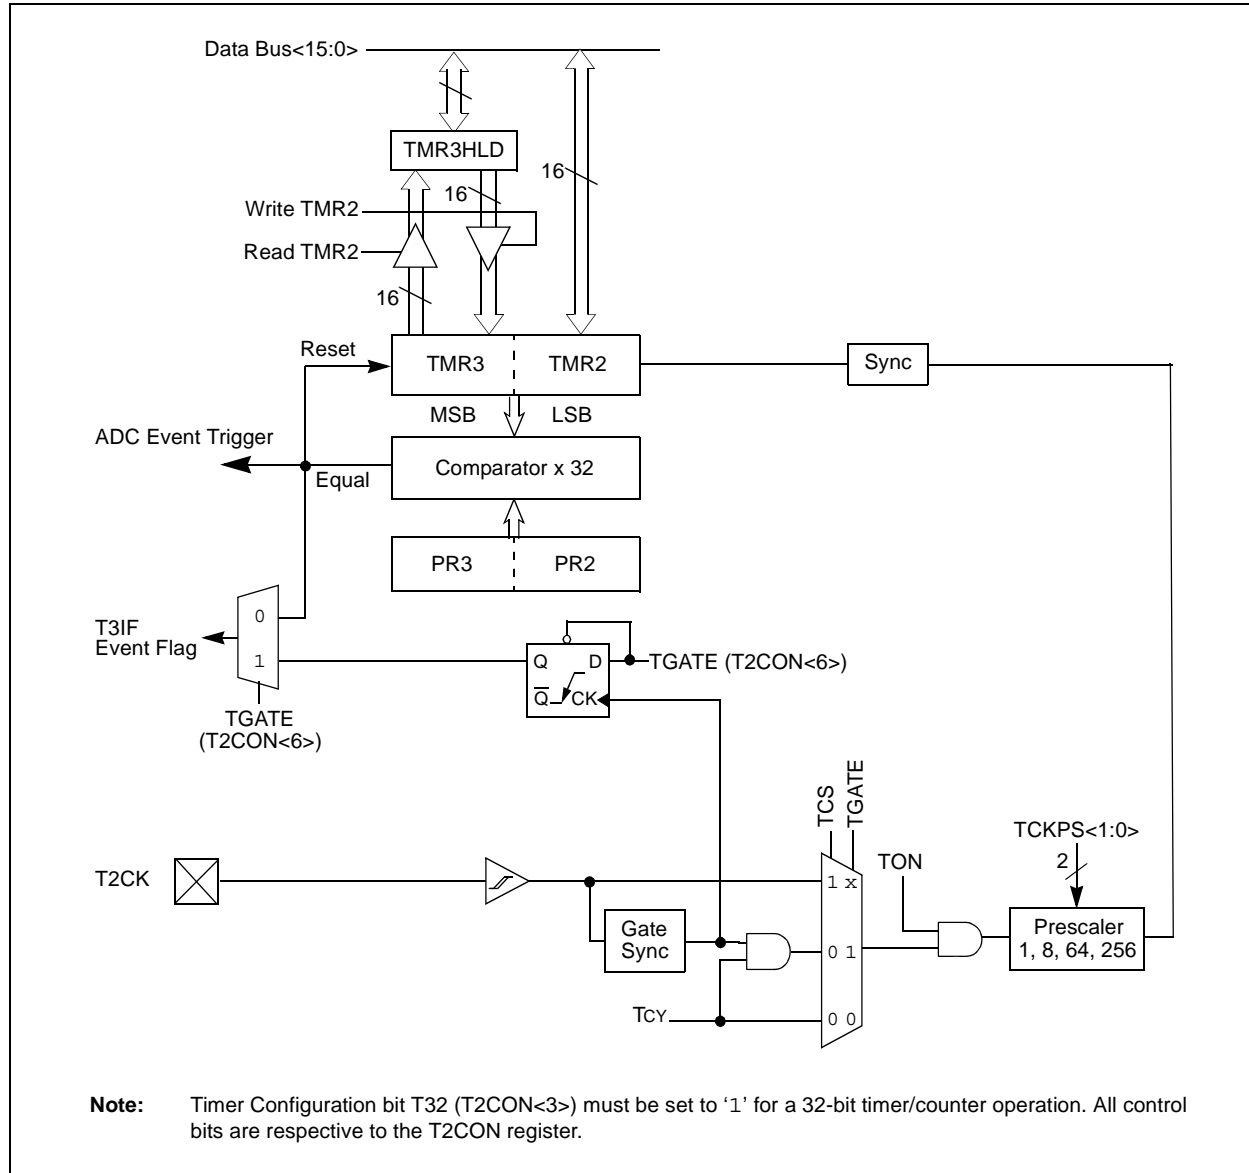 Data Bus<15:0>
TMR3HLD
16
16
Write TMR2
Read TMR2
16
Reset
TMR3
TMR2
Sync
MSB
LSB
ADC Event Trigger
Equal
Comparator x 32
PR3
PR2
0
T3IF
Event Flag
1
Q
D
TGATE (T2CON<6>)
Q̅
CK
TGATE
(T2CON<6>)
TCS
TGATE
TCKPS<1:0>
2
T2CK
1 x
TON
Gate
Sync
0 1
Prescaler
1, 8, 64, 256
TCY
0 0
Note: Timer Configuration bit T32 (T2CON<3>) must be set to ‘1’ for a 32-bit timer/counter operation. All control
bits are respective to the T2CON register.